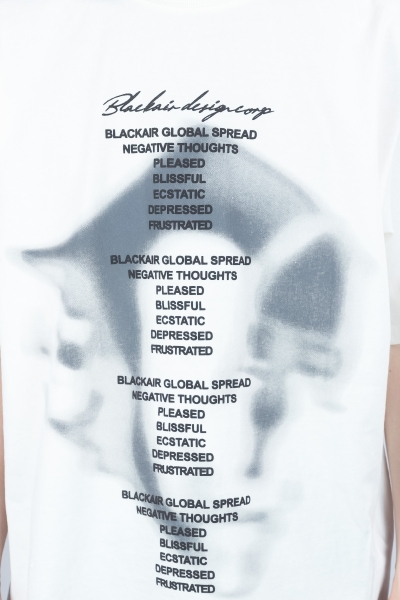 Blackair designcorp
BLACKAIR GLOBAL SPREAD
NEGATIVE THOUGHTS
PLEASED
BLISSFUL
ECSTATIC
DEPRESSED
FRUSTRATED
BLACKAIR GLOBAL SPREAD
NEGATIVE THOUGHTS
PLEASED
BLISSFUL
ECSTATIC
DEPRESSED
FRUSTRATED
BLACKAIR GLOBAL SPREAD
NEGATIVE THOUGHTS
PLEASED
BLISSFUL
ECSTATIC
DEPRESSED
FRUSTRATED
BLACKAIR GLOBAL SPREAD
NEGATIVE THOUGHTS
PLEASED
BLISSFUL
ECSTATIC
DEPRESSED
FRUSTRATED